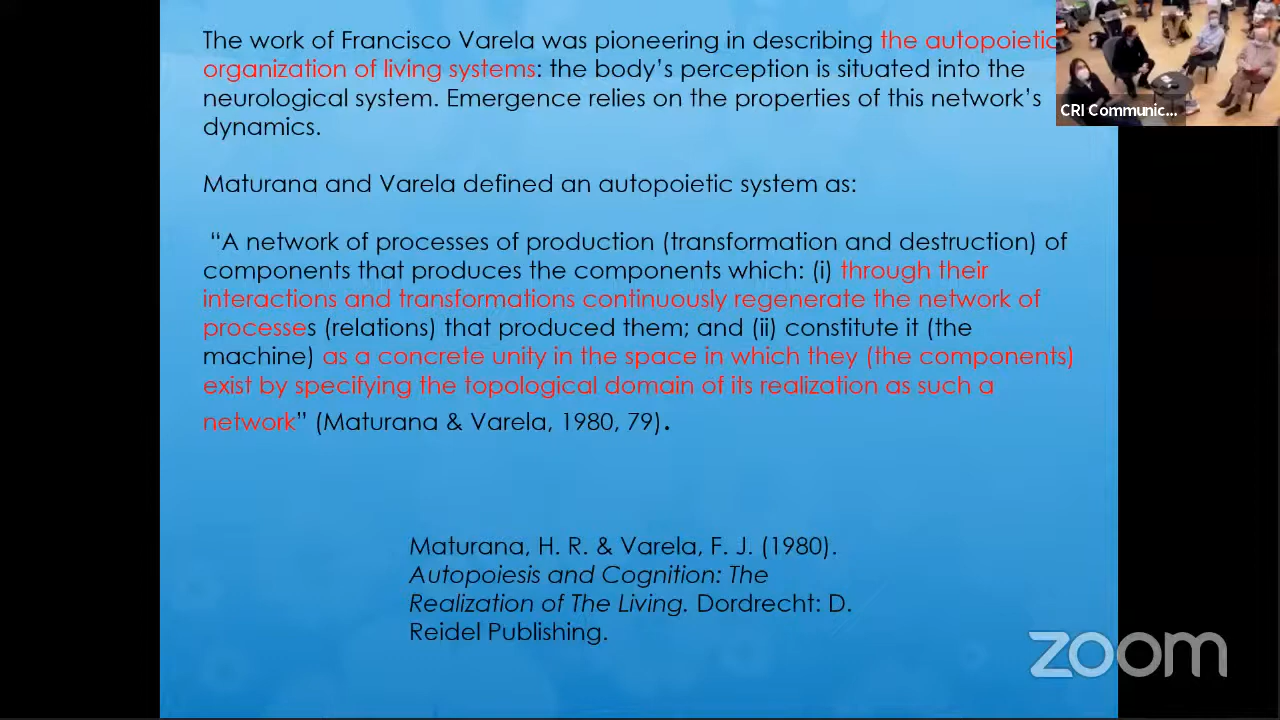 The work of Francisco Varela was pioneering in describing the autopoietic
organization of living systems: the body's perception is situated into the
neurological system. Emergence relies on the properties of this network's
dynamics.
Maturana and Varela defined an autopoietic system as:
“A network of processes of production (transformation and destruction) of
components that produces the components which: (i) through their
interactions and transformations continuously regenerate the network of
processes (relations) that produced them; and (ii) constitute it (the
machine) as a concrete unity in the space in which they (the components)
exist by specifying the topological domain of its realization as such a
network” (Maturana & Varela, 1980, 79).
Maturana, H. R. & Varela, F. J. (1980).
Autopoiesis and Cognition: The
Realization of The Living. Dordrecht: D.
Reidel Publishing.
CRI Communic...
zoom